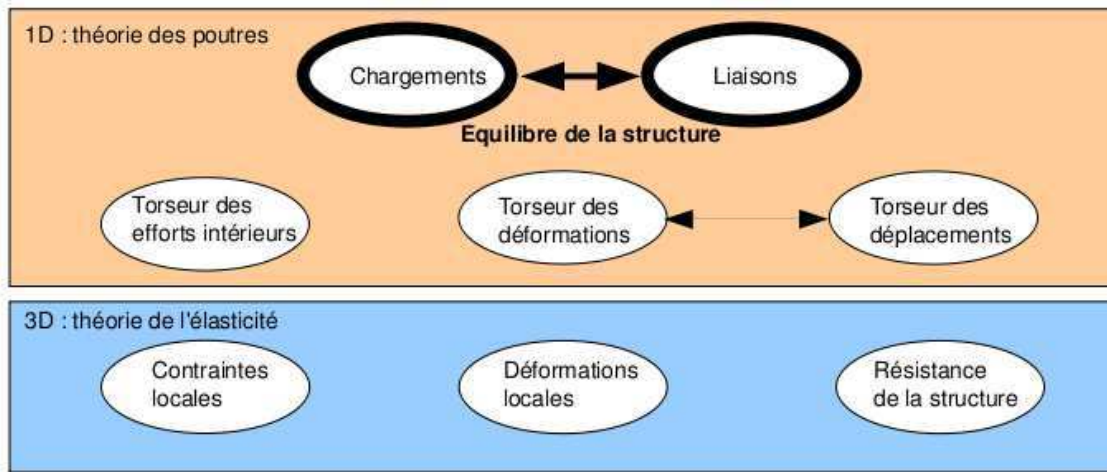 1D : théorie des poutres
Chargements
Liaisons
Equilibre de la structure
Torseur des
efforts intérieurs
Torseur des
déformations
Torseur des
déplacements
3D : théorie de l'élasticité
Contraintes
locales
Déformations
locales
Résistance
de la structure